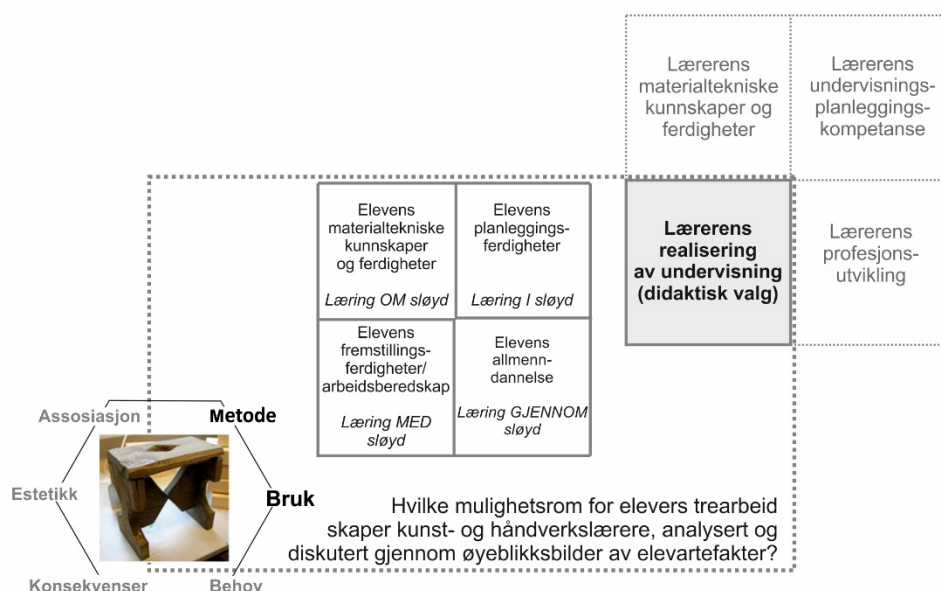 Lærerens
materialtekniske
kunnskaper og
ferdigheter
Lærerens
undervisnings-
planleggings-
kompetanse
Elevens
materialtekniske
kunnskaper
og ferdigheter
Læring OM sløyd
Elevens
planleggings-
ferdigheter
Læring I sløyd
Lærerens
realisering
av undervisning
(didaktisk valg)
Lærerens
profesjons-
utvikling
Elevens
fremstillings-
ferdigheter/
arbeidsberedskap
Læring MED
sløyd
Elevens
allmenn-
dannelse
Læring GJENNOM
sløyd
Assosiasjon
Metode
Estetikk
Bruk
Konsekvenser
Behov
Hvilke mulighetsrom for elevers trearbeid
skaper kunst- og håndverkslærere, analysert og
diskutert gjennom øyeblikksbilder av elevartefakter?